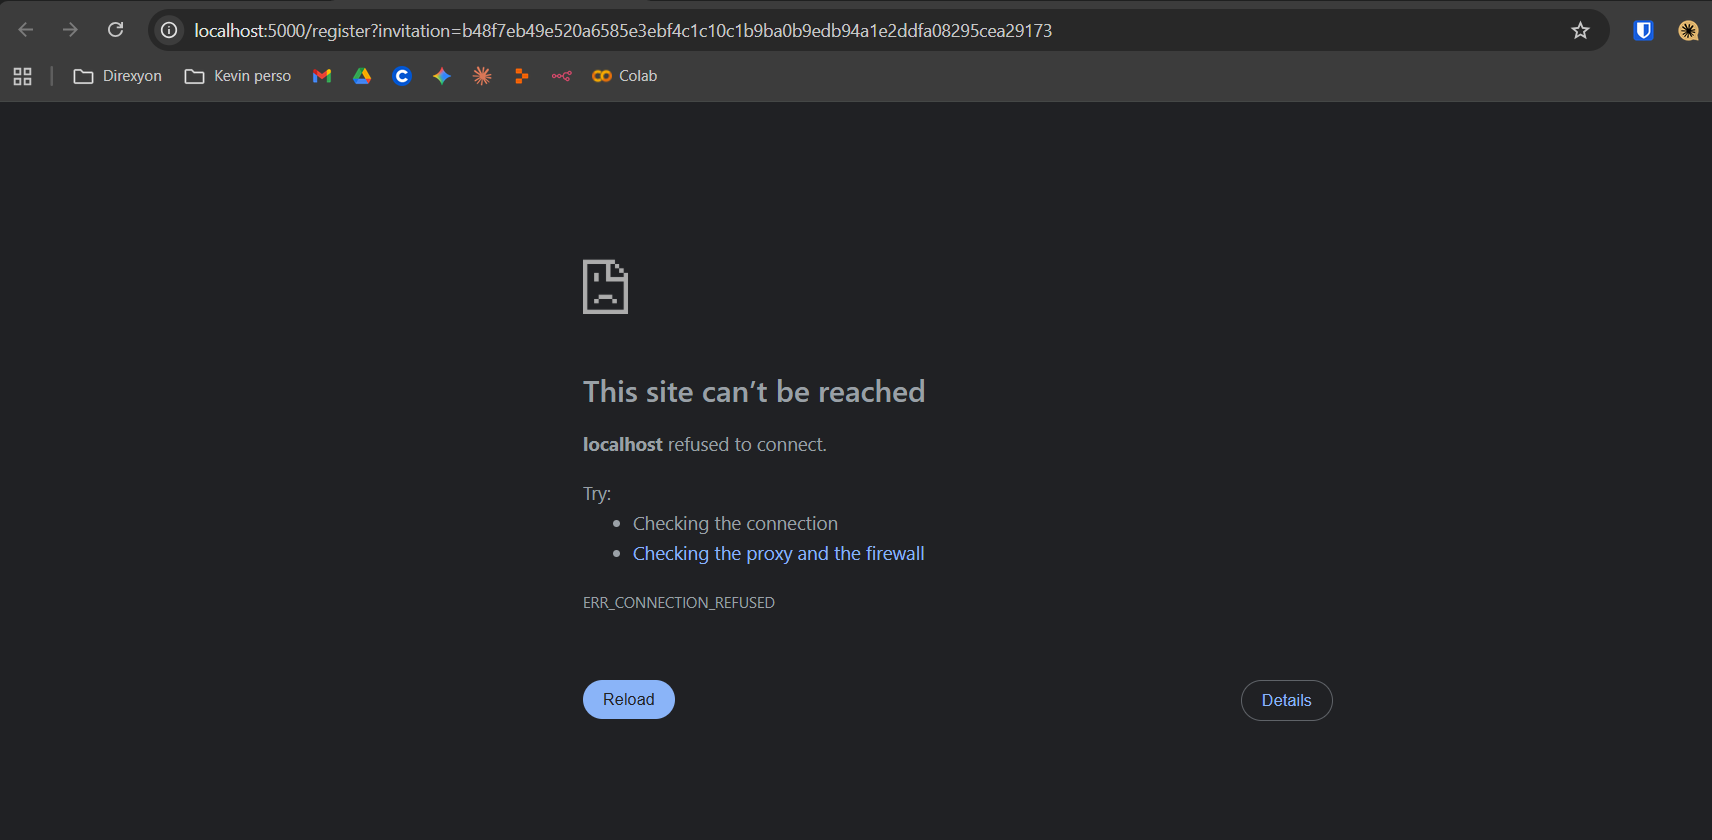 localhost:5000/register?invitation=b48f7eb49e520a6585e3ebf4c1c10c1b9ba0b9edb94a1e2ddfa08295cea29173
Direxyon
Kevin perso
Colab
This site can’t be reached
localhost refused to connect.
Try:
Checking the connection
Checking the proxy and the firewall
ERR_CONNECTION_REFUSED
Reload
Details